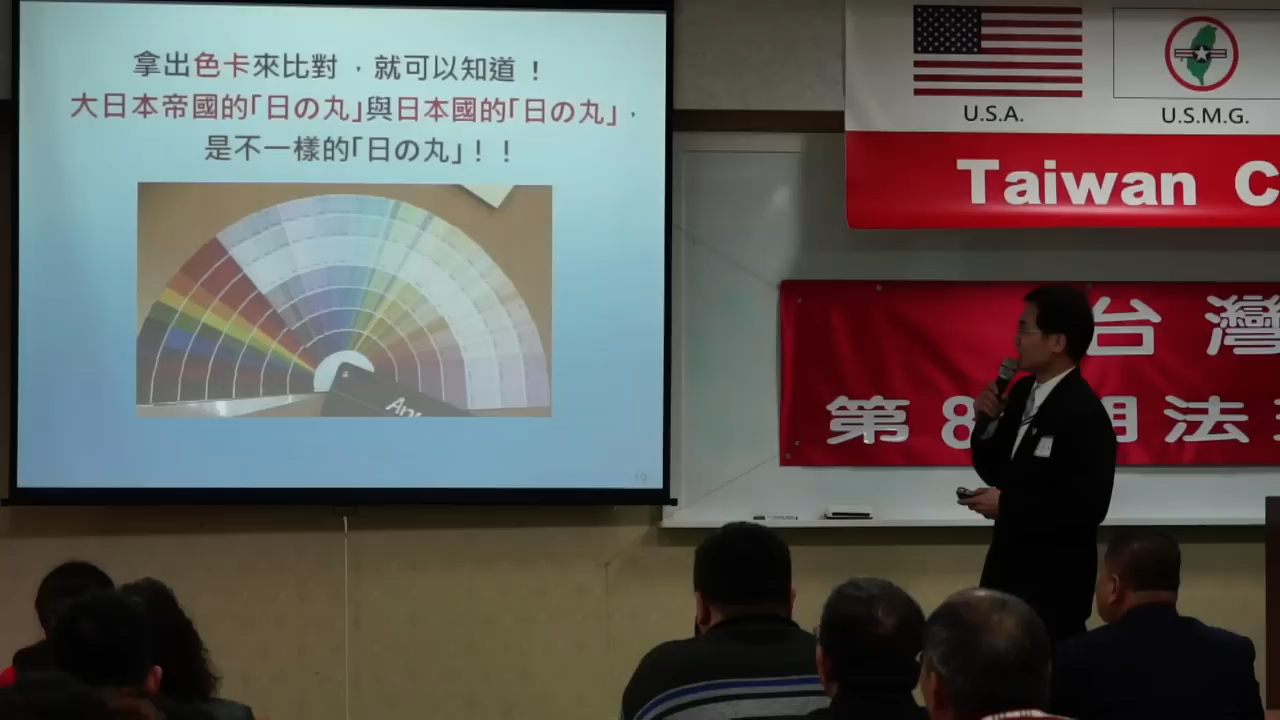 拿出色卡來比對，就可以知道！
大日本帝國的｢日の丸｣與日本國的｢日の丸｣，
是不一樣的｢日の丸｣！！
19
U.S.A.
U.S.M.G.
Taiwan C
台灣
第8 期法